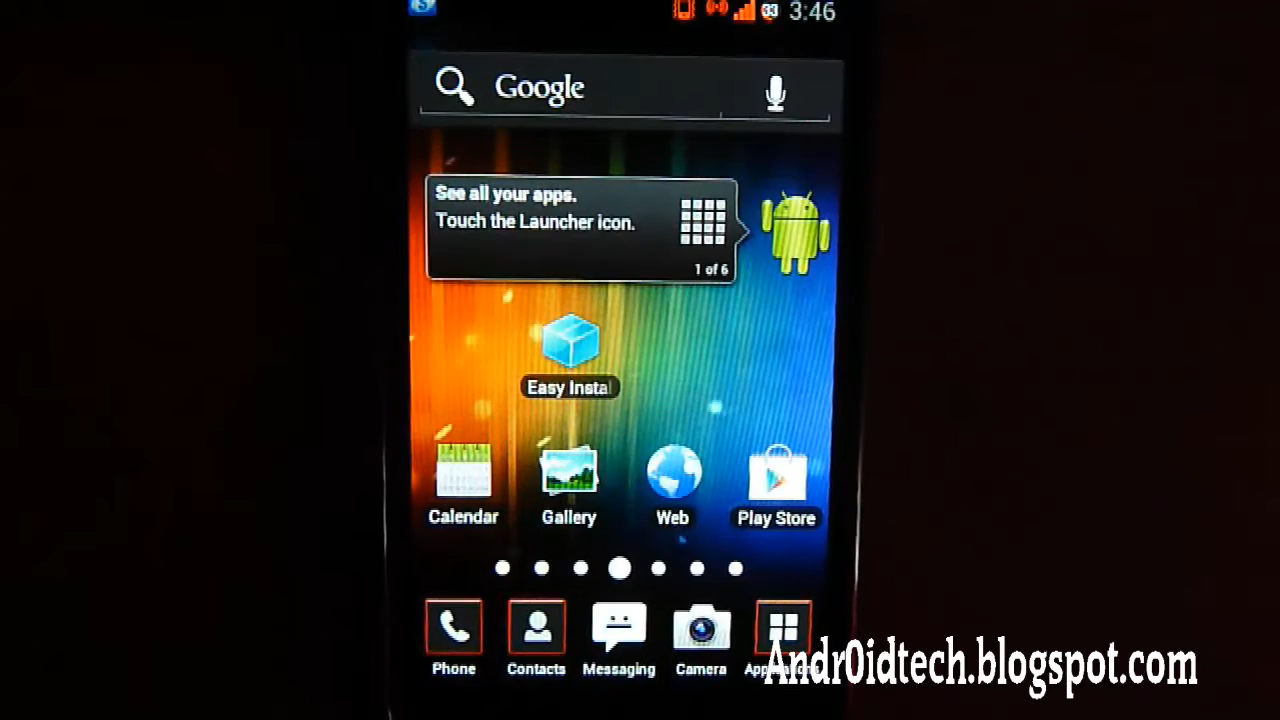 33 3:46
Google
See all your apps.
Touch the Launcher icon.
1 of 6
Easy Instal
Calendar Gallery Web Play Store
Phone Contacts Messaging Camera
Andr0idtech.blogspot.com